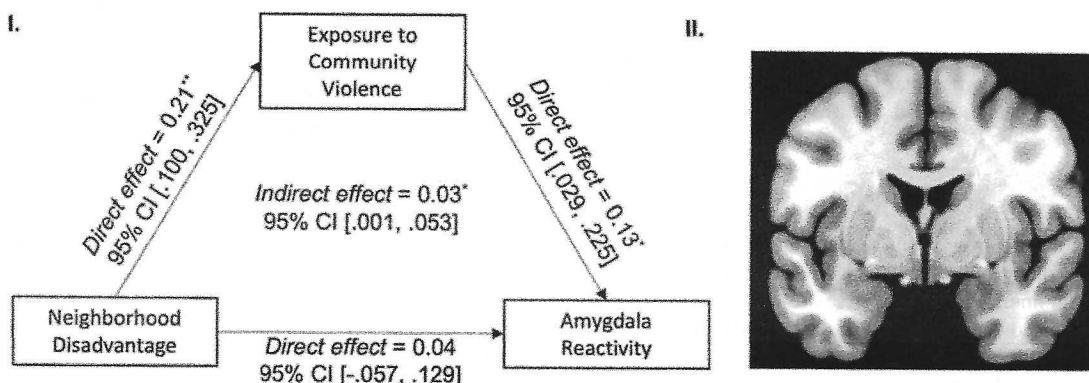 I.
Exposure to
Community
Violence
II.
Direct effect = 0.21**
95% CI [.100, .325]
Direct effect = 0.13*
95% CI [.029, .225]
Indirect effect = 0.03*
95% CI [.001, .053]
Neighborhood
Disadvantage
Direct effect = 0.04
95% CI [-.057, .129]
Amygdala
Reactivity